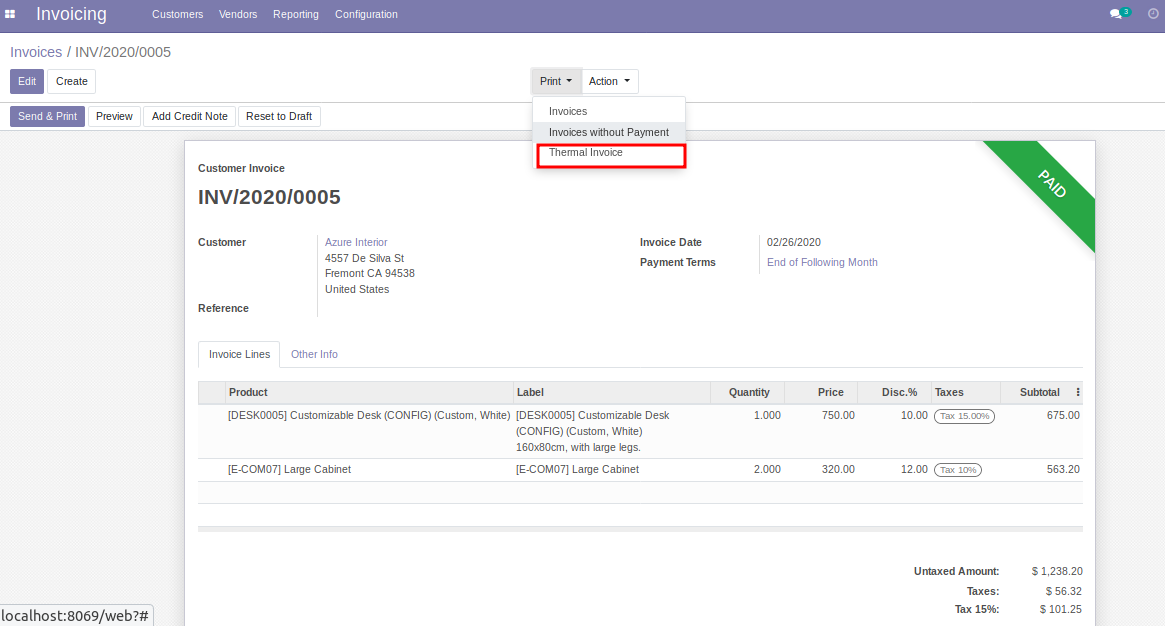 Invoicing Customers Vendors Reporting Configuration 3
Invoices / INV/2020/0005
Edit Create Print Action
Invoices
Invoices without Payment
Thermal Invoice
Send & Print Preview Add Credit Note Reset to Draft
PAID
Customer Invoice
INV/2020/0005
Customer Azure Interior Invoice Date 02/26/2020
4557 De Silva St Payment Terms End of Following Month
Fremont CA 94538
United States
Reference
Invoice Lines Other Info
Product Label Quantity Price Disc.% Taxes Subtotal
[DESK0005] Customizable Desk (CONFIG) (Custom, White) [DESK0005] Customizable Desk 1.000 750.00 10.00 Tax 15.00% 675.00
(CONFIG) (Custom, White)
160x80cm, with large legs.
[E-COM07] Large Cabinet [E-COM07] Large Cabinet 2.000 320.00 12.00 Tax 10% 563.20
Untaxed Amount: $ 1,238.20
Taxes: $ 56.32
Tax 15%: $ 101.25
localhost:8069/web?#